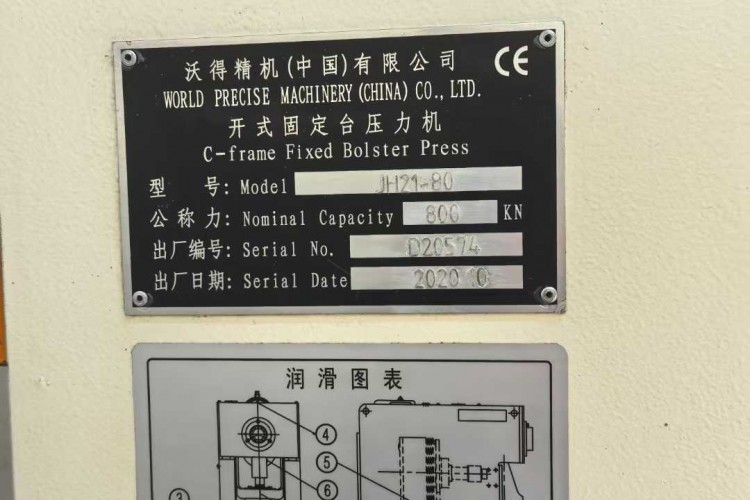 沃得精机(中国)有限公司 CE
WORLD PRECISE MACHINERY(CHINA) CO., LTD.
开式固定台压力机
C-frame Fixed Bolster Press
型 号: Model JH21-80
公称力: Nominal Capacity 800 KN
出厂编号: Serial No. D20574
出厂日期: Serial Date 2020 10
润滑图表
4
5
6
3